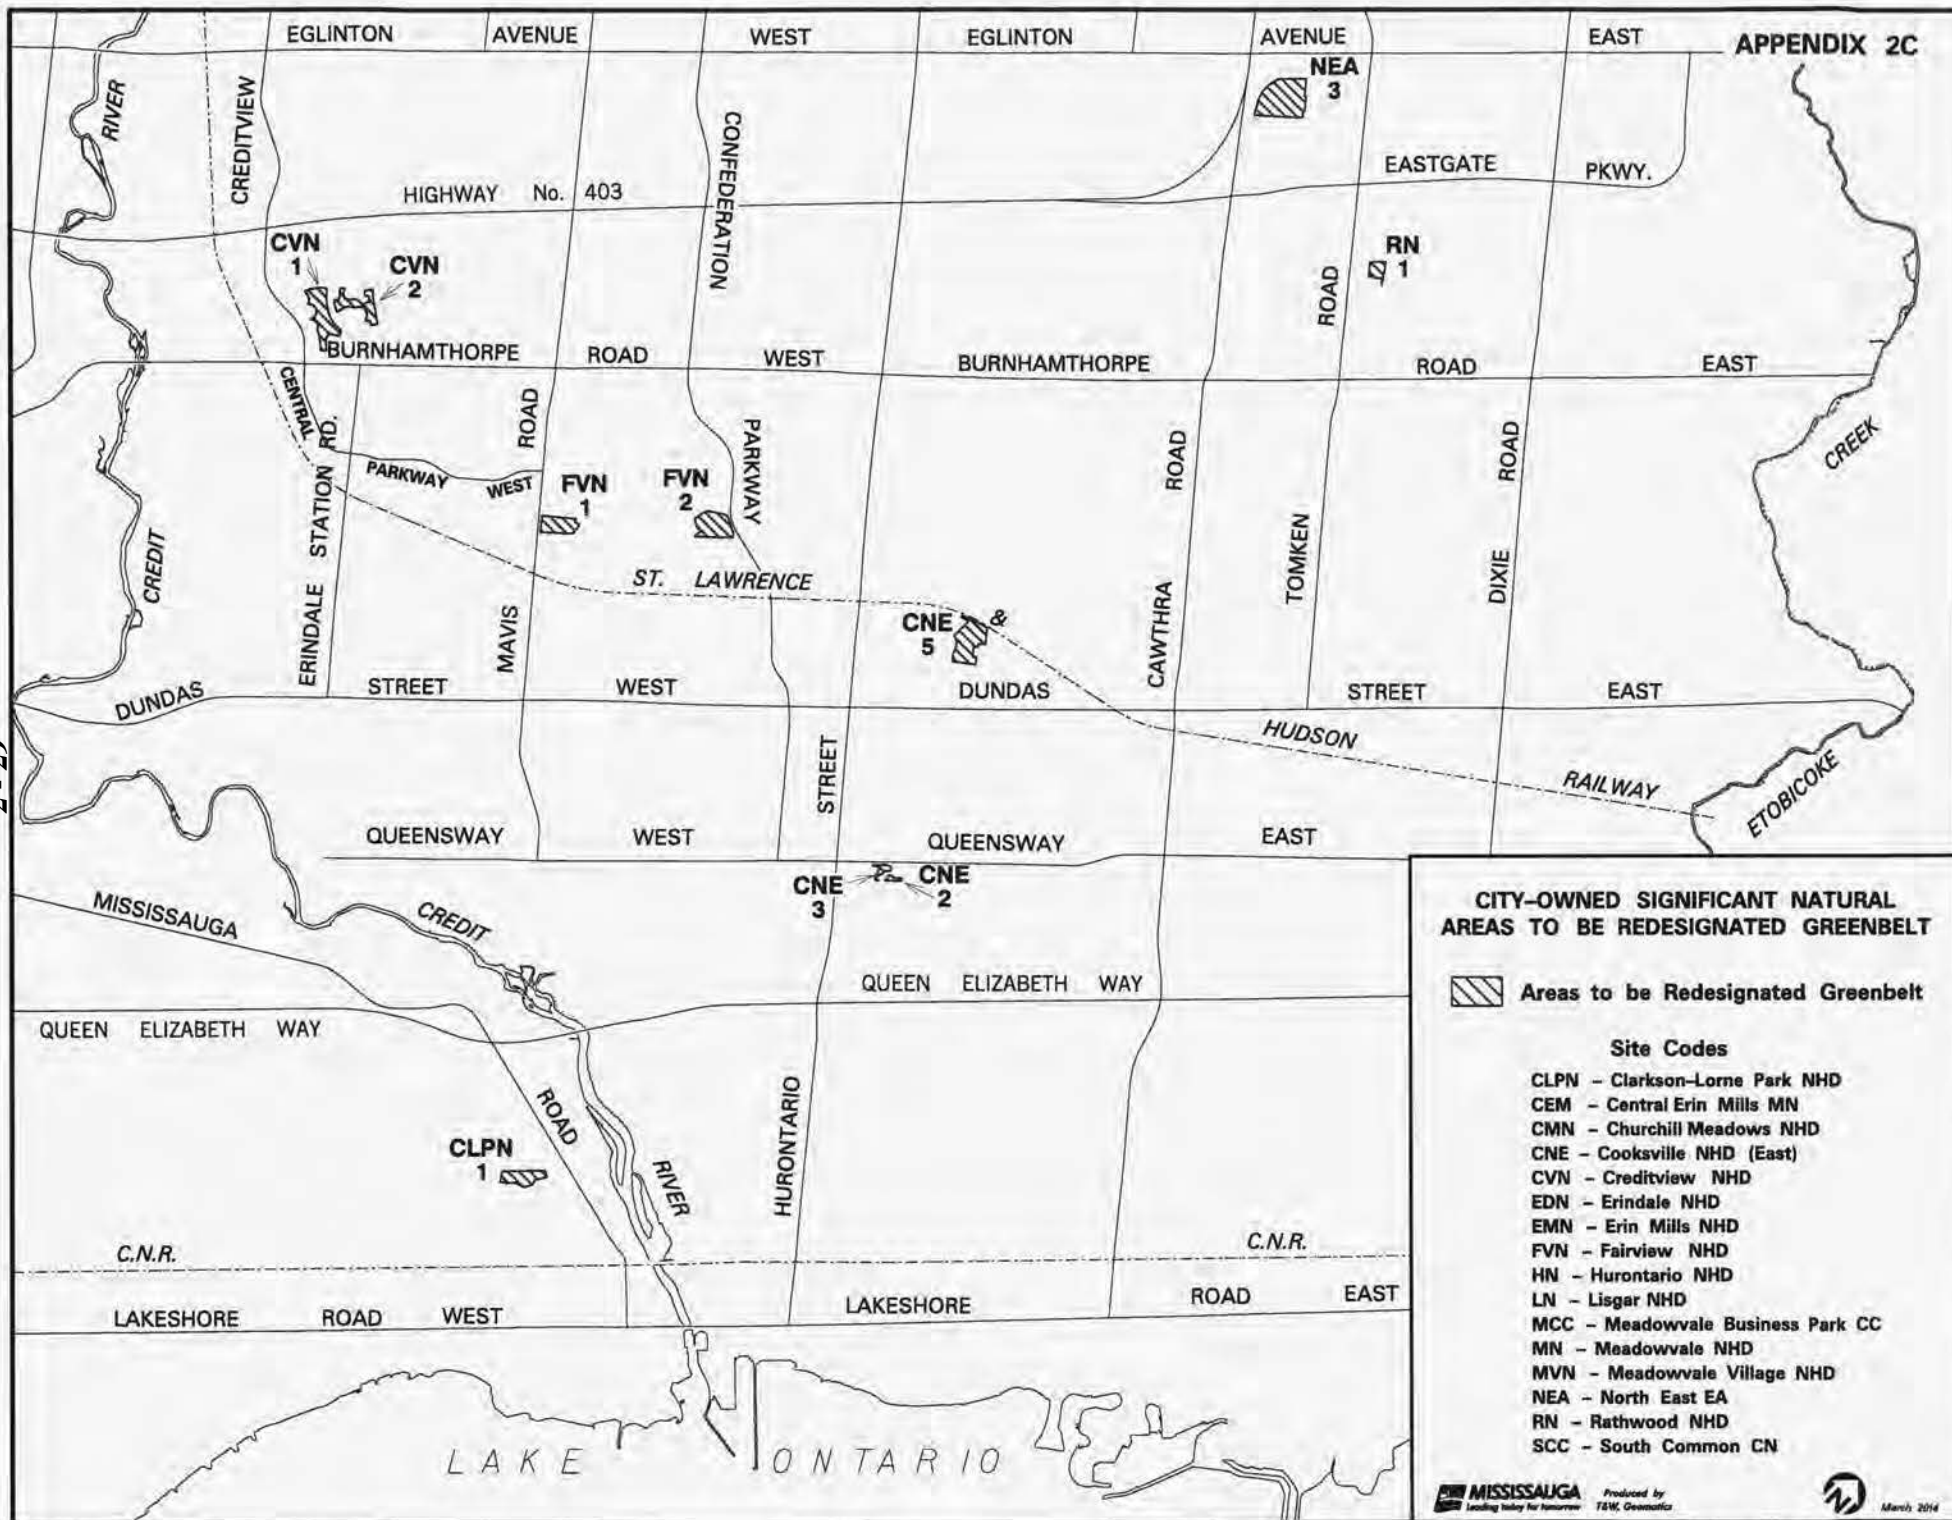 EGLINTON AVENUE WEST EGLINTON AVENUE EAST
APPENDIX 2C
RIVER
CREDITVIEW
CONFEDERATION
NEA
3
HIGHWAY No. 403
EASTGATE PKWY.
CVN
1
CVN
2
RN
1
ROAD
BURNHAMTHORPE ROAD WEST BURNHAMTHORPE ROAD EAST
CENTRAL
PARKWAY WEST
ROAD
RD.
STATION
ERINDALE
FVN
1
FVN
2
PARKWAY
ROAD
ROAD
CREEK
CREDIT
ST. LAWRENCE
&
MAVIS
CNE
5
CAWTHRA
TOMKEN
DIXIE
DUNDAS STREET WEST DUNDAS STREET EAST
HUDSON
RAILWAY
ETOBICOKE
STREET
QUEENSWAY WEST QUEENSWAY EAST
CNE
3
CNE
2
MISSISSAUGA
CREDIT
QUEEN ELIZABETH WAY
QUEEN ELIZABETH WAY
ROAD
CLPN
1
RIVER
HURONTARIO
C.N.R.
C.N.R.
LAKESHORE ROAD WEST
LAKESHORE ROAD EAST
LAKE ONTARIO
CITY-OWNED SIGNIFICANT NATURAL
AREAS TO BE REDESIGNATED GREENBELT
Areas to be Redesignated Greenbelt
Site Codes
CLPN - Clarkson-Lorne Park NHD
CEM - Central Erin Mills MN
CMN - Churchill Meadows NHD
CNE - Cooksville NHD (East)
CVN - Creditview NHD
EDN - Erindale NHD
EMN - Erin Mills NHD
FVN - Fairview NHD
HN - Hurontario NHD
LN - Lisgar NHD
MCC - Meadowvale Business Park CC
MN - Meadowvale NHD
MVN - Meadowvale Village NHD
NEA - North East EA
RN - Rathwood NHD
SCC - South Common CN
MISSISSAUGA
Leading today for tomorrow
Produced by
T&W, Geomatics
March 2014